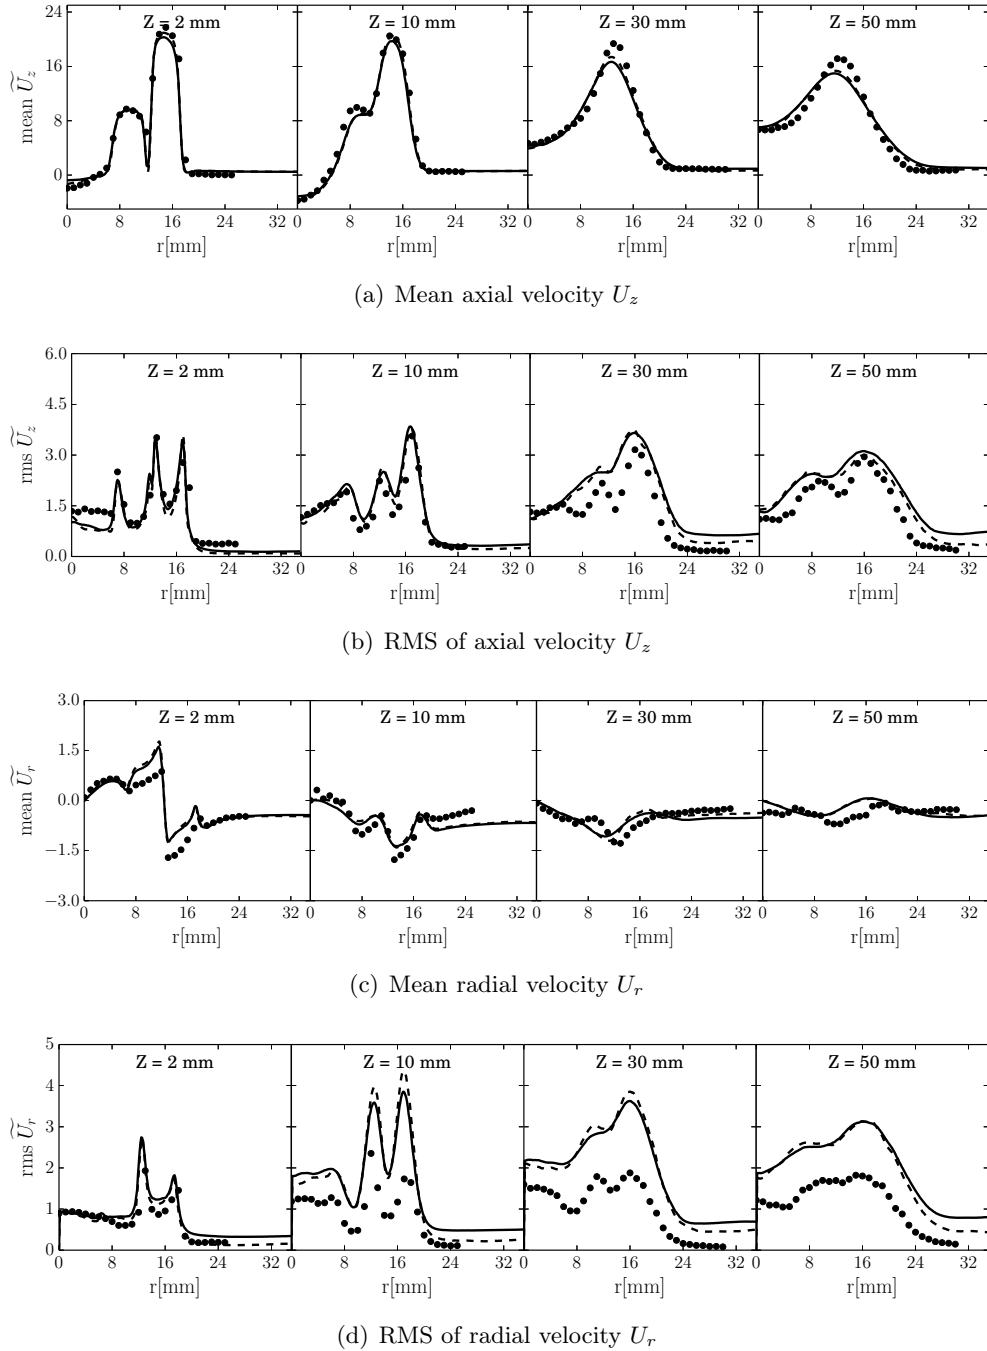 24
16
8
0
mean Ũz
Z = 2 mm
Z = 10 mm
Z = 30 mm
Z = 50 mm
0 8 16 24 32 0 8 16 24 32 0 8 16 24 32 0 8 16 24 32
r[mm] r[mm] r[mm] r[mm]
(a) Mean axial velocity Uz
6.0
4.5
3.0
1.5
0.0
rms Ũz
Z = 2 mm
Z = 10 mm
Z = 30 mm
Z = 50 mm
0 8 16 24 32 0 8 16 24 32 0 8 16 24 32 0 8 16 24 32
r[mm] r[mm] r[mm] r[mm]
(b) RMS of axial velocity Uz
3.0
1.5
0.0
−1.5
−3.0
mean Ũr
Z = 2 mm
Z = 10 mm
Z = 30 mm
Z = 50 mm
0 8 16 24 32 0 8 16 24 32 0 8 16 24 32 0 8 16 24 32
r[mm] r[mm] r[mm] r[mm]
(c) Mean radial velocity Ur
5
4
3
2
1
0
rms Ũr
Z = 2 mm
Z = 10 mm
Z = 30 mm
Z = 50 mm
0 8 16 24 32 0 8 16 24 32 0 8 16 24 32 0 8 16 24 32
r[mm] r[mm] r[mm] r[mm]
(d) RMS of radial velocity Ur